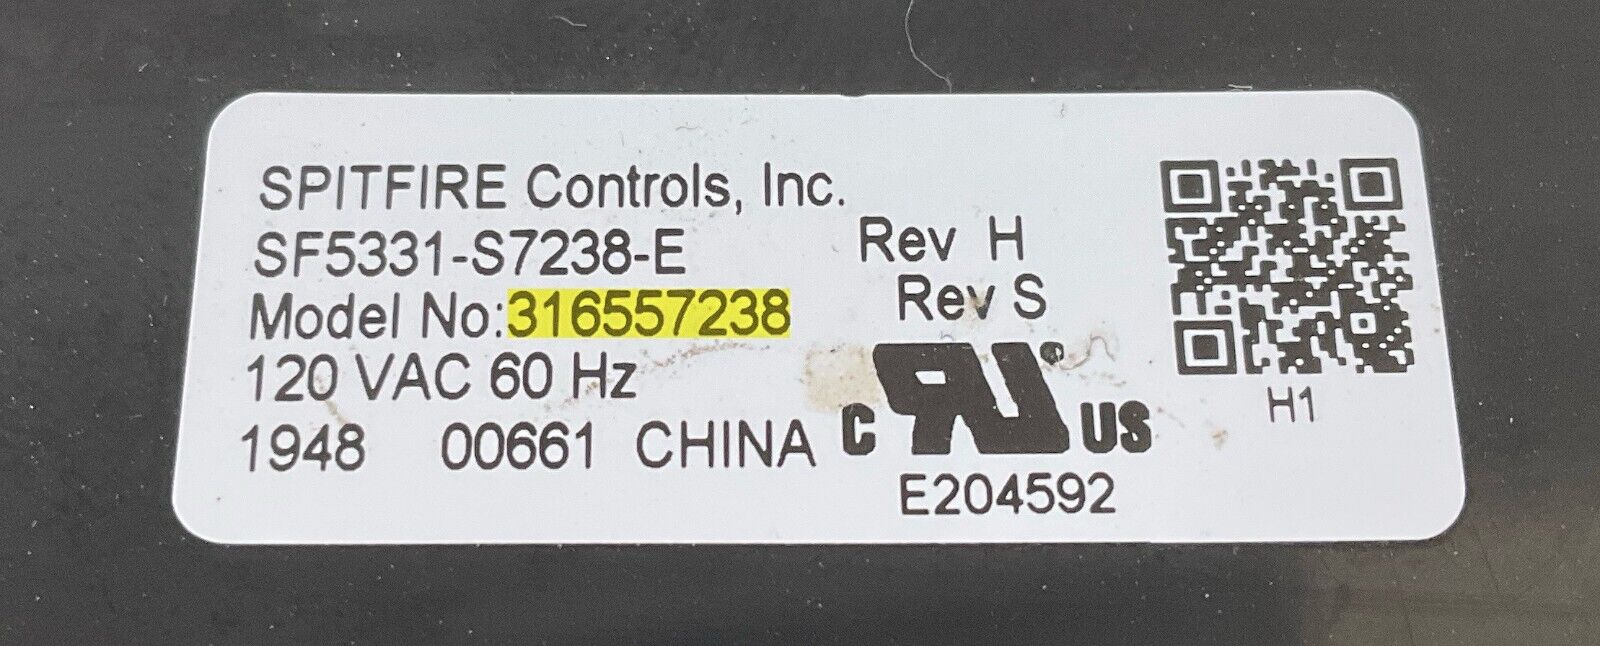 SPITFIRE Controls, Inc.
SF5331-S7238-E Rev H
Model No:316557238 Rev S
120 VAC 60 Hz
1948 00661 CHINA C RU ® US
E204592
H1